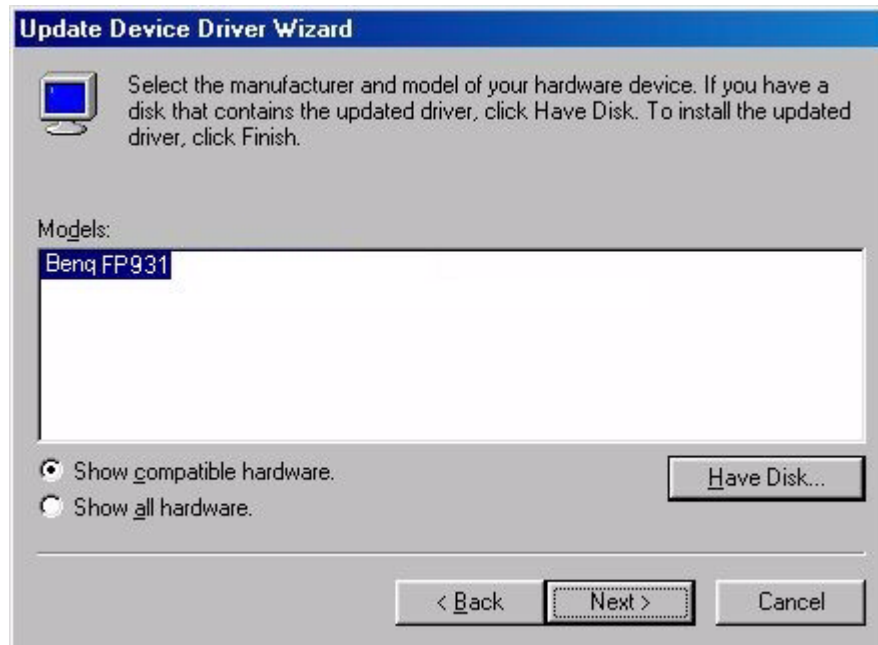 Update Device Driver Wizard
Select the manufacturer and model of your hardware device. If you have a
disk that contains the updated driver, click Have Disk. To install the updated
driver, click Finish.
Models:
Benq FP931
Show compatible hardware.
Have Disk...
Show all hardware.
< Back
Next >
Cancel